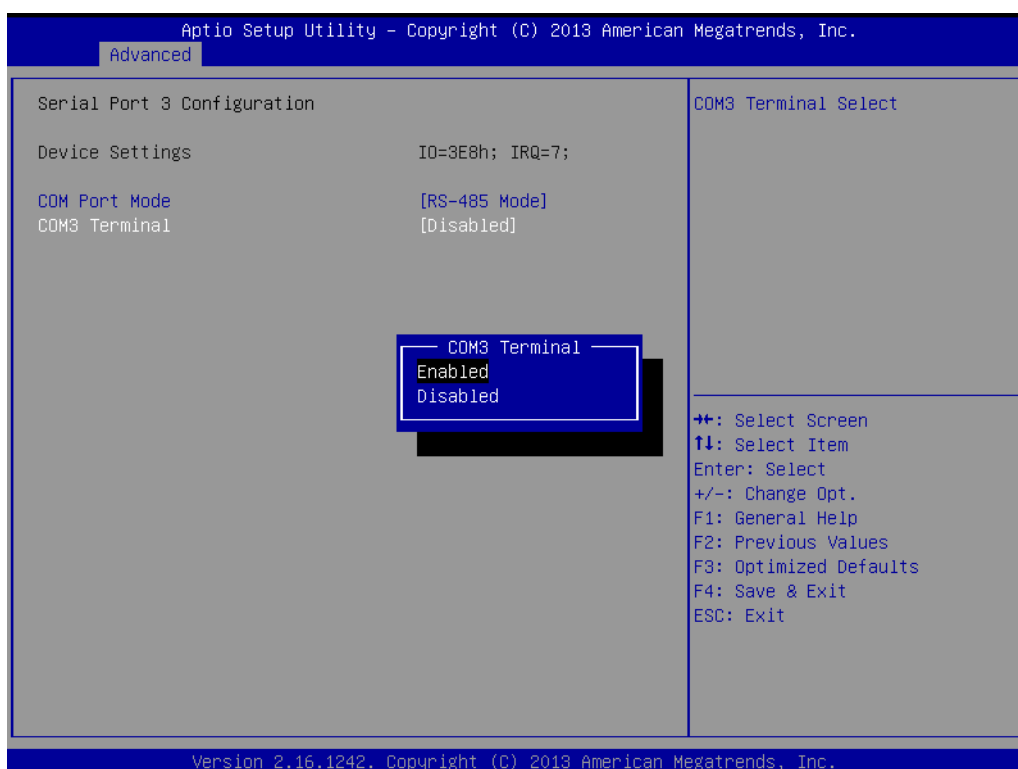 Aptio Setup Utility – Copyright (C) 2013 American Megatrends, Inc.
Advanced
Serial Port 3 Configuration
Device Settings IO=3E8h; IRQ=7;
COM Port Mode [RS-485 Mode]
COM3 Terminal [Disabled]
COM3 Terminal
Enabled
Disabled
COM3 Terminal Select
→←: Select Screen
↑↓: Select Item
Enter: Select
+/-: Change Opt.
F1: General Help
F2: Previous Values
F3: Optimized Defaults
F4: Save & Exit
ESC: Exit
Version 2.16.1242. Copyright (C) 2013 American Megatrends, Inc.